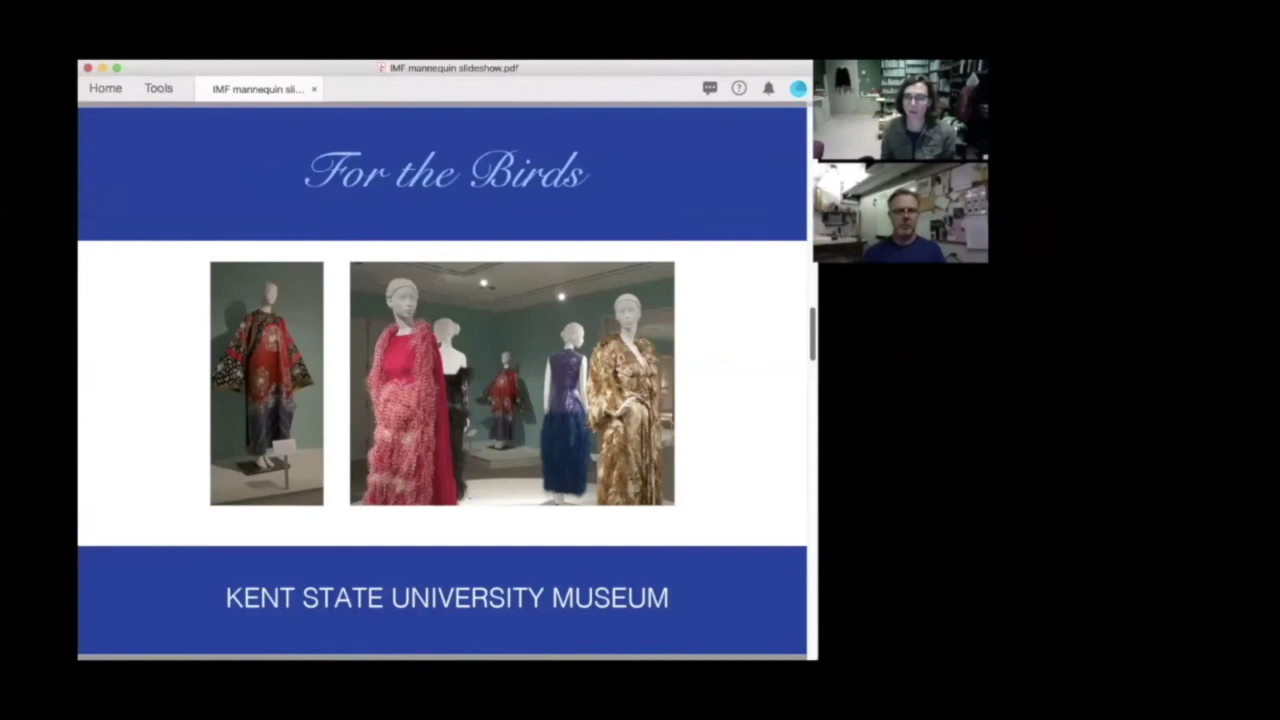 IMF mannequin slideshow.pdf
Home Tools IMF mannequin sli... ×
For the Birds
KENT STATE UNIVERSITY MUSEUM